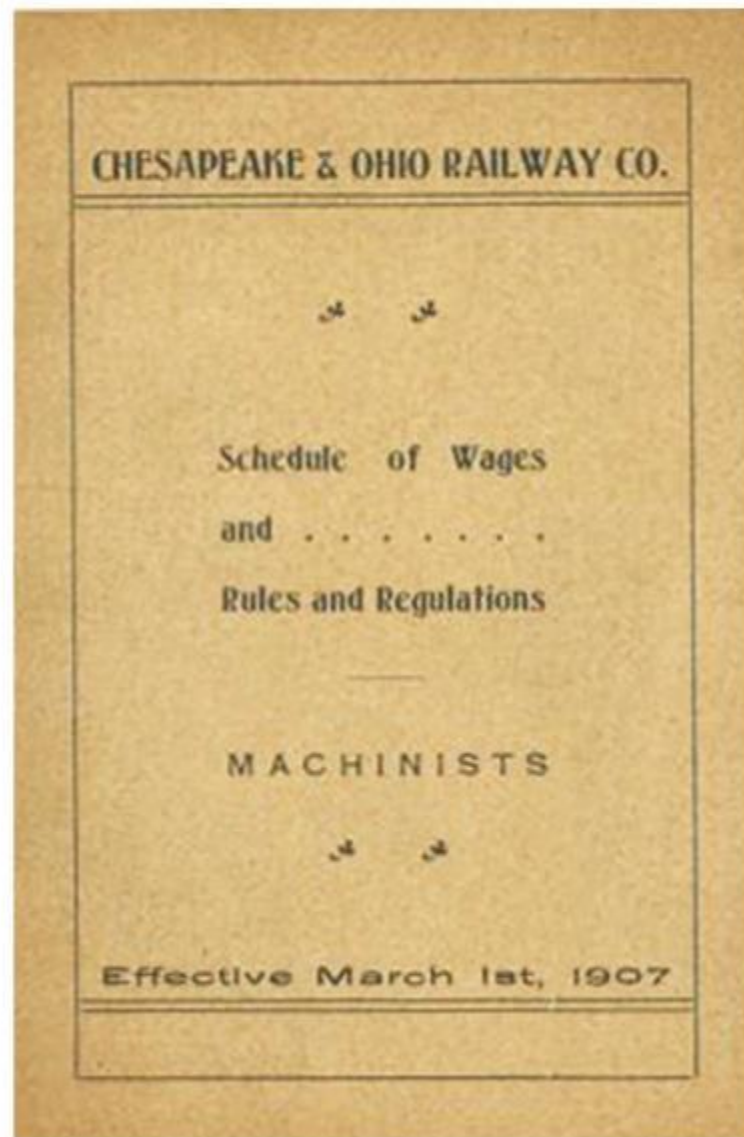 CHESAPEAKE & OHIO RAILWAY CO.
Schedule of Wages
and . . . . . . .
Rules and Regulations
MACHINISTS
Effective March 1st, 1907